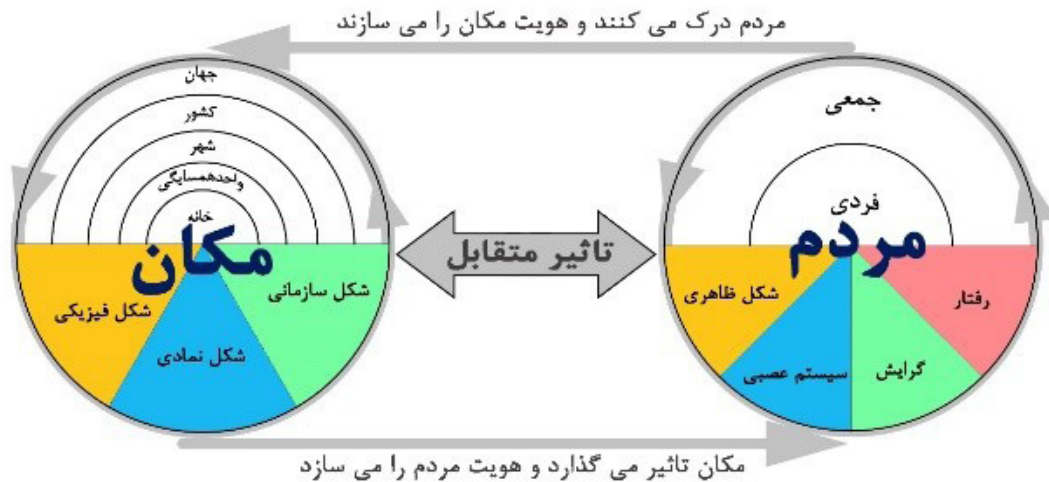 مردم درک می کنند و هویت مکان را می سازند
جمعی
فردی
مردم
رفتار
گرایش
سیستم عصبی
شکل ظاهری
تاثیر متقابل
جهان
کشور
شهر
واحدهمسایگی
خانه
مکان
شکل سازمانی
شکل نمادی
شکل فیزیکی
مکان تاثیر می گذارد و هویت مردم را می سازد